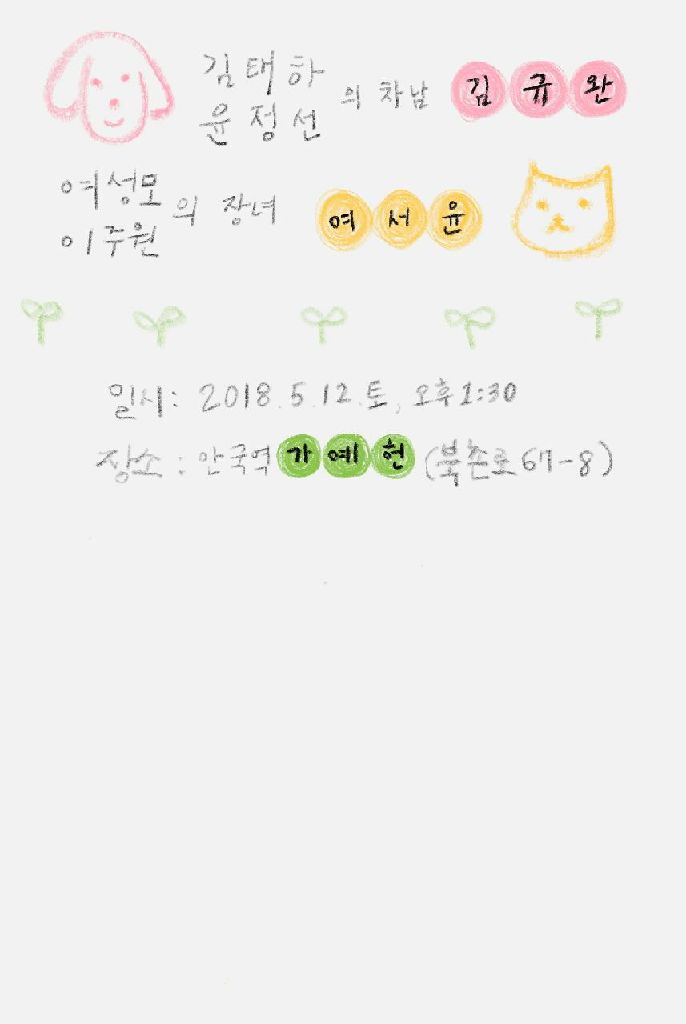 김태하
윤정선 의 차남 김규완
여성모
이주원 의 장녀 여서윤
일시: 2018.5.12.토, 오후1:30
장소: 안국역 가예헌 (북촌로 67-8)